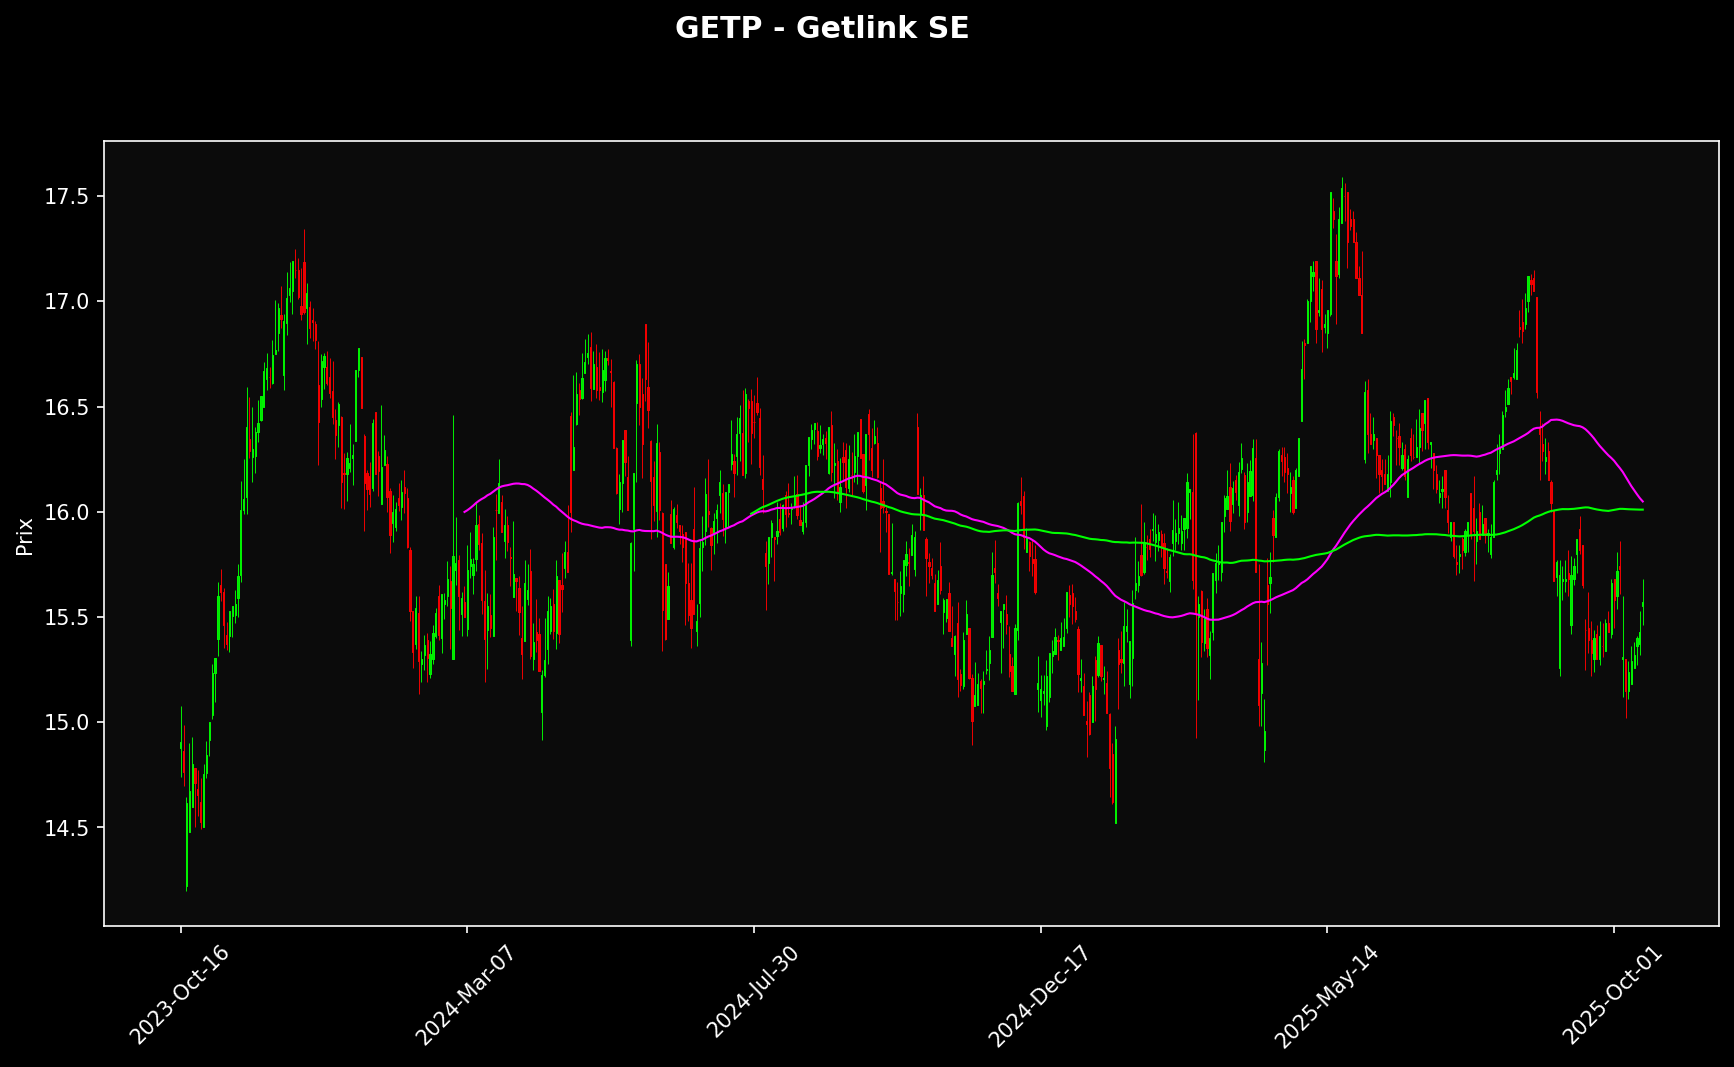 GETP - Getlink SE
Prix
17.5
17.0
16.5
16.0
15.5
15.0
14.5
2023-Oct-16
2024-Mar-07
2024-Jul-30
2024-Dec-17
2025-May-14
2025-Oct-01